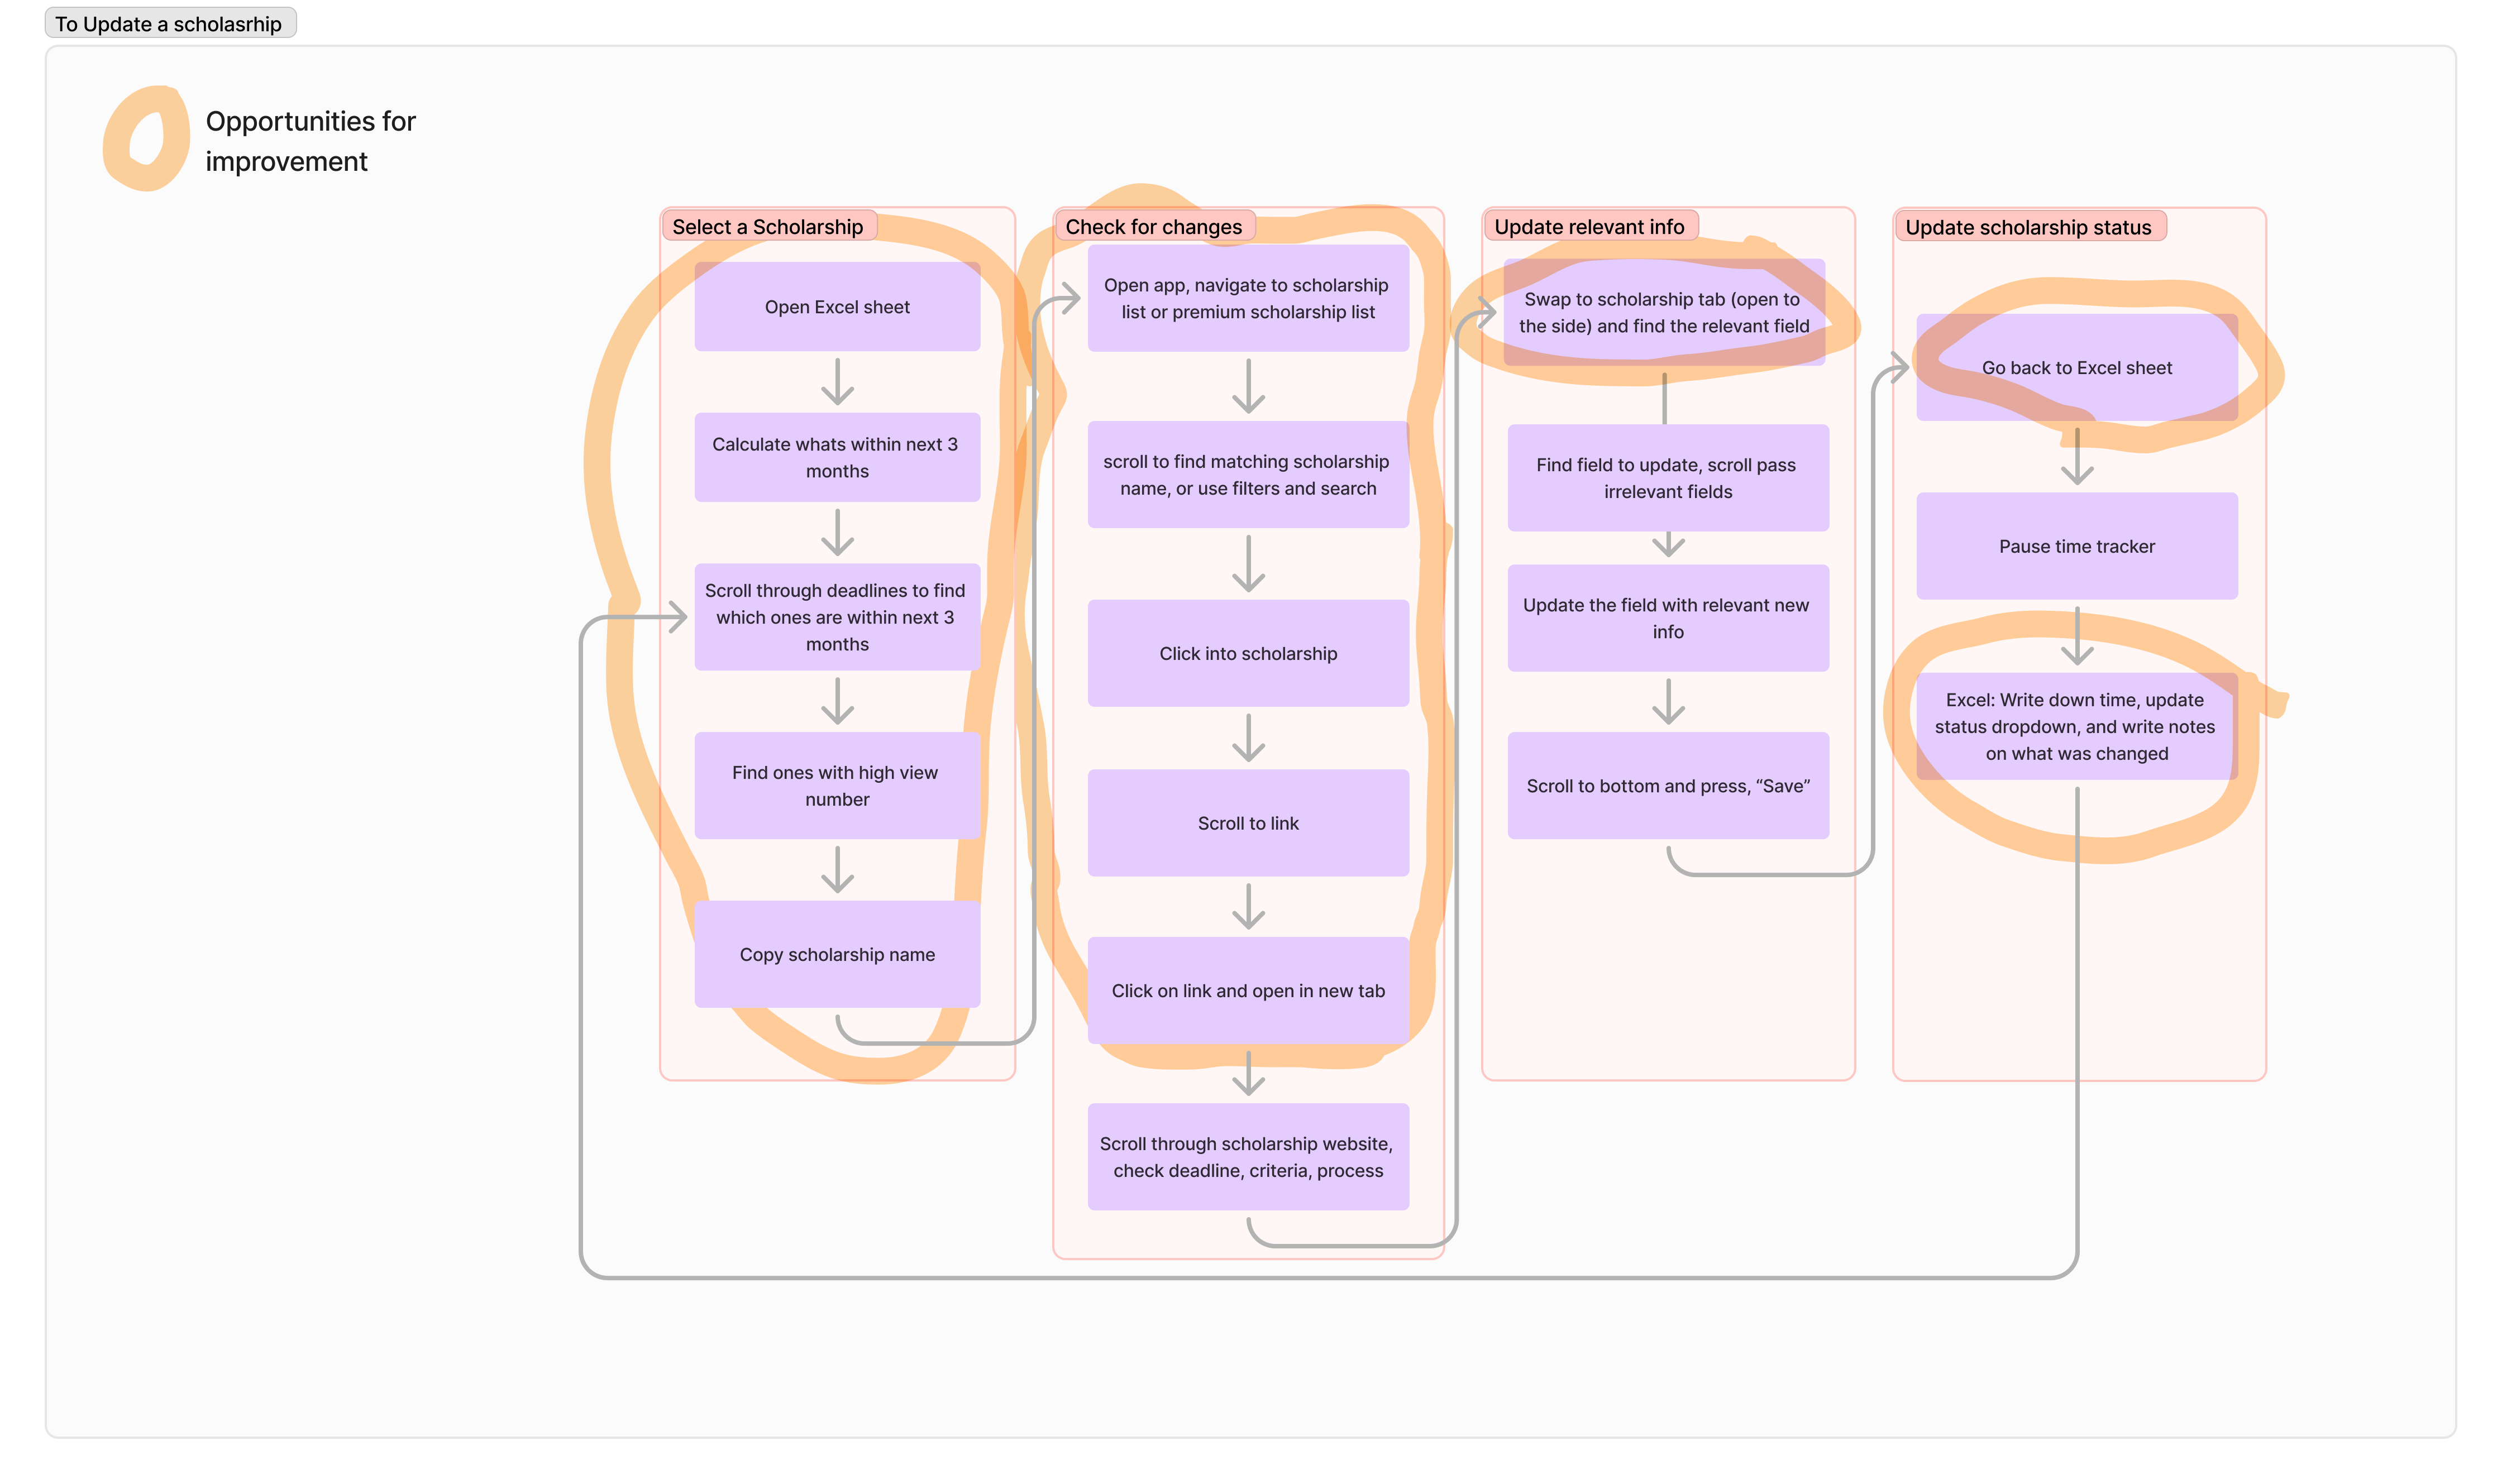 To Update a scholasrhip
Opportunities for
improvement
Select a Scholarship
Open Excel sheet
Calculate whats within next 3
months
Scroll through deadlines to find
which ones are within next 3
months
Find ones with high view
number
Copy scholarship name
Check for changes
Open app, navigate to scholarship
list or premium scholarship list
scroll to find matching scholarship
name, or use filters and search
Click into scholarship
Scroll to link
Click on link and open in new tab
Scroll through scholarship website,
check deadline, criteria, process
Update relevant info
Swap to scholarship tab (open to
the side) and find the relevant field
Find field to update, scroll pass
irrelevant fields
Update the field with relevant new
info
Scroll to bottom and press, “Save”
Update scholarship status
Go back to Excel sheet
Pause time tracker
Excel: Write down time, update
status dropdown, and write notes
on what was changed